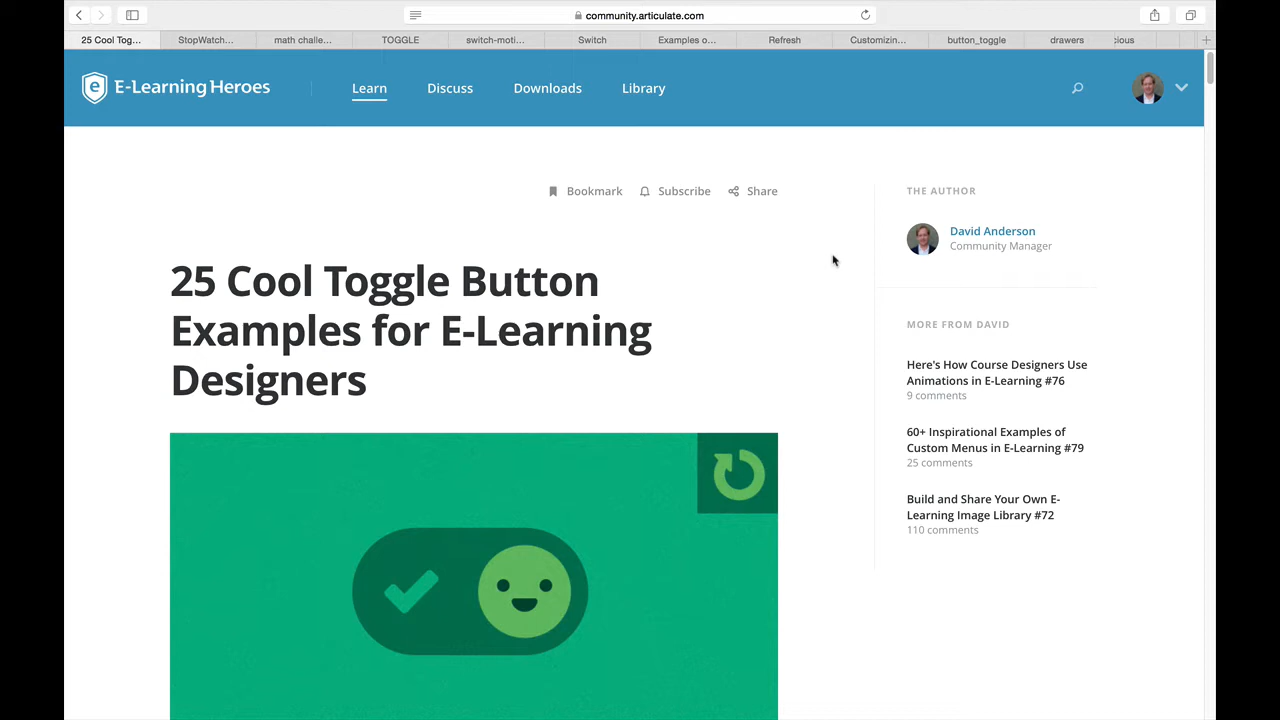 community.articulate.com
25 Cool Tog...
StopWatch...
math challe...
TOGGLE
switch-moti...
Switch
Examples o...
Refresh
Customizin...
button_toggle
drawers
cious
e
E-Learning Heroes
Learn
Discuss
Downloads
Library
Bookmark
Subscribe
Share
25 Cool Toggle Button
Examples for E-Learning
Designers
THE AUTHOR
David Anderson
Community Manager
MORE FROM DAVID
Here's How Course Designers Use
Animations in E-Learning #76
9 comments
60+ Inspirational Examples of
Custom Menus in E-Learning #79
25 comments
Build and Share Your Own E-
Learning Image Library #72
110 comments